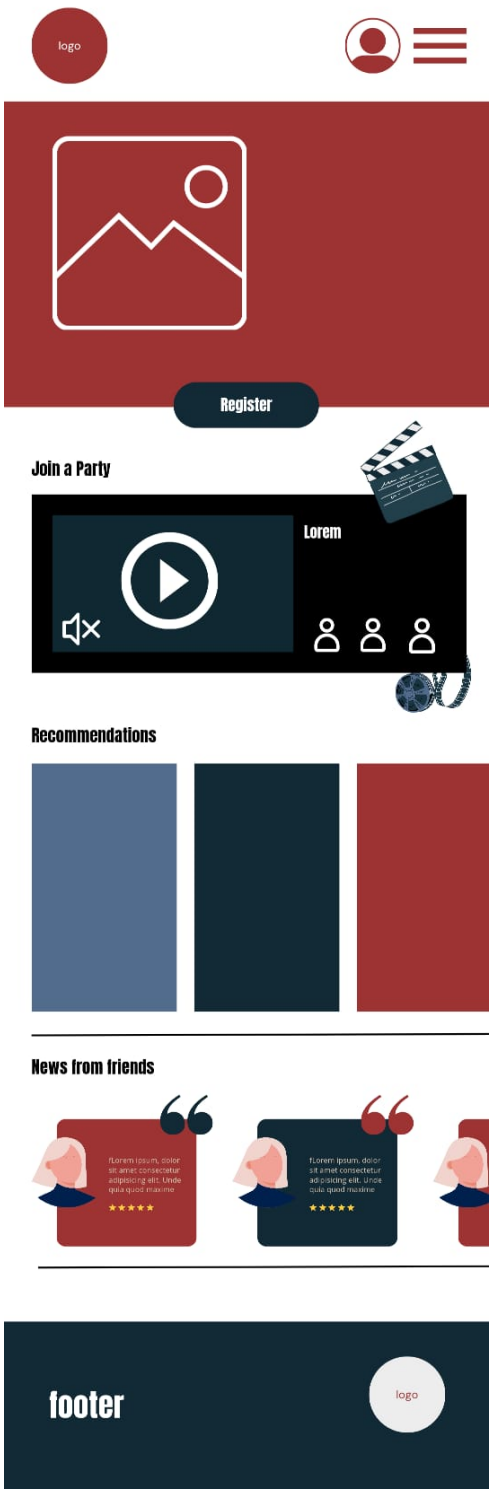 logo
Register
Join a Party
Lorem
Recommendations
News from friends
fLorem ipsum, dolor
sit amet consectetur
adipisicing elit. Unde
quia quod maxime
fLorem ipsum, dolor
sit amet consectetur
adipisicing elit. Unde
quia quod maxime
footer
logo